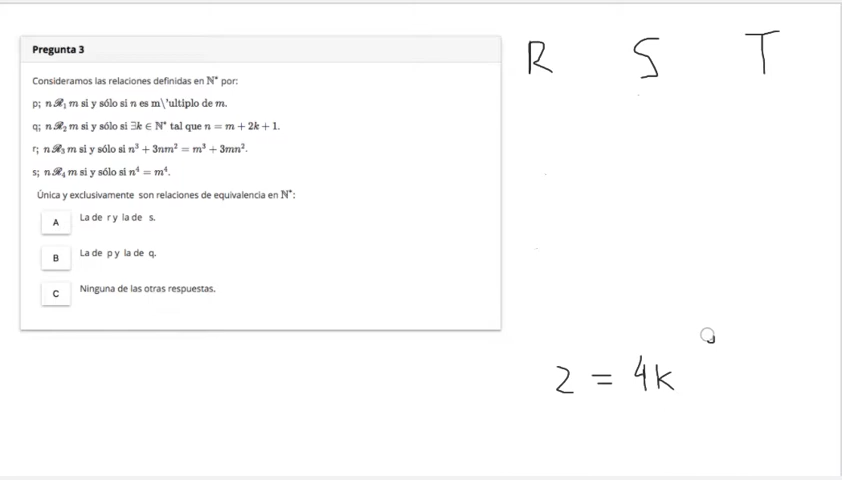 Pregunta 3
Consideramos las relaciones definidas en ℕ* por:
p; n 𝓡₁ m si y sólo si n es m\'ultiplo de m.
q; n 𝓡₂ m si y sólo si ∃k ∈ ℕ* tal que n = m + 2k + 1.
r; n 𝓡₃ m si y sólo si n³ + 3nm² = m³ + 3mn².
s; n 𝓡₄ m si y sólo si n⁴ = m⁴.
Única y exclusivamente son relaciones de equivalencia en ℕ*:
A La de r y la de s.
B La de p y la de q.
C Ninguna de las otras respuestas.
R S T
2 = 4k